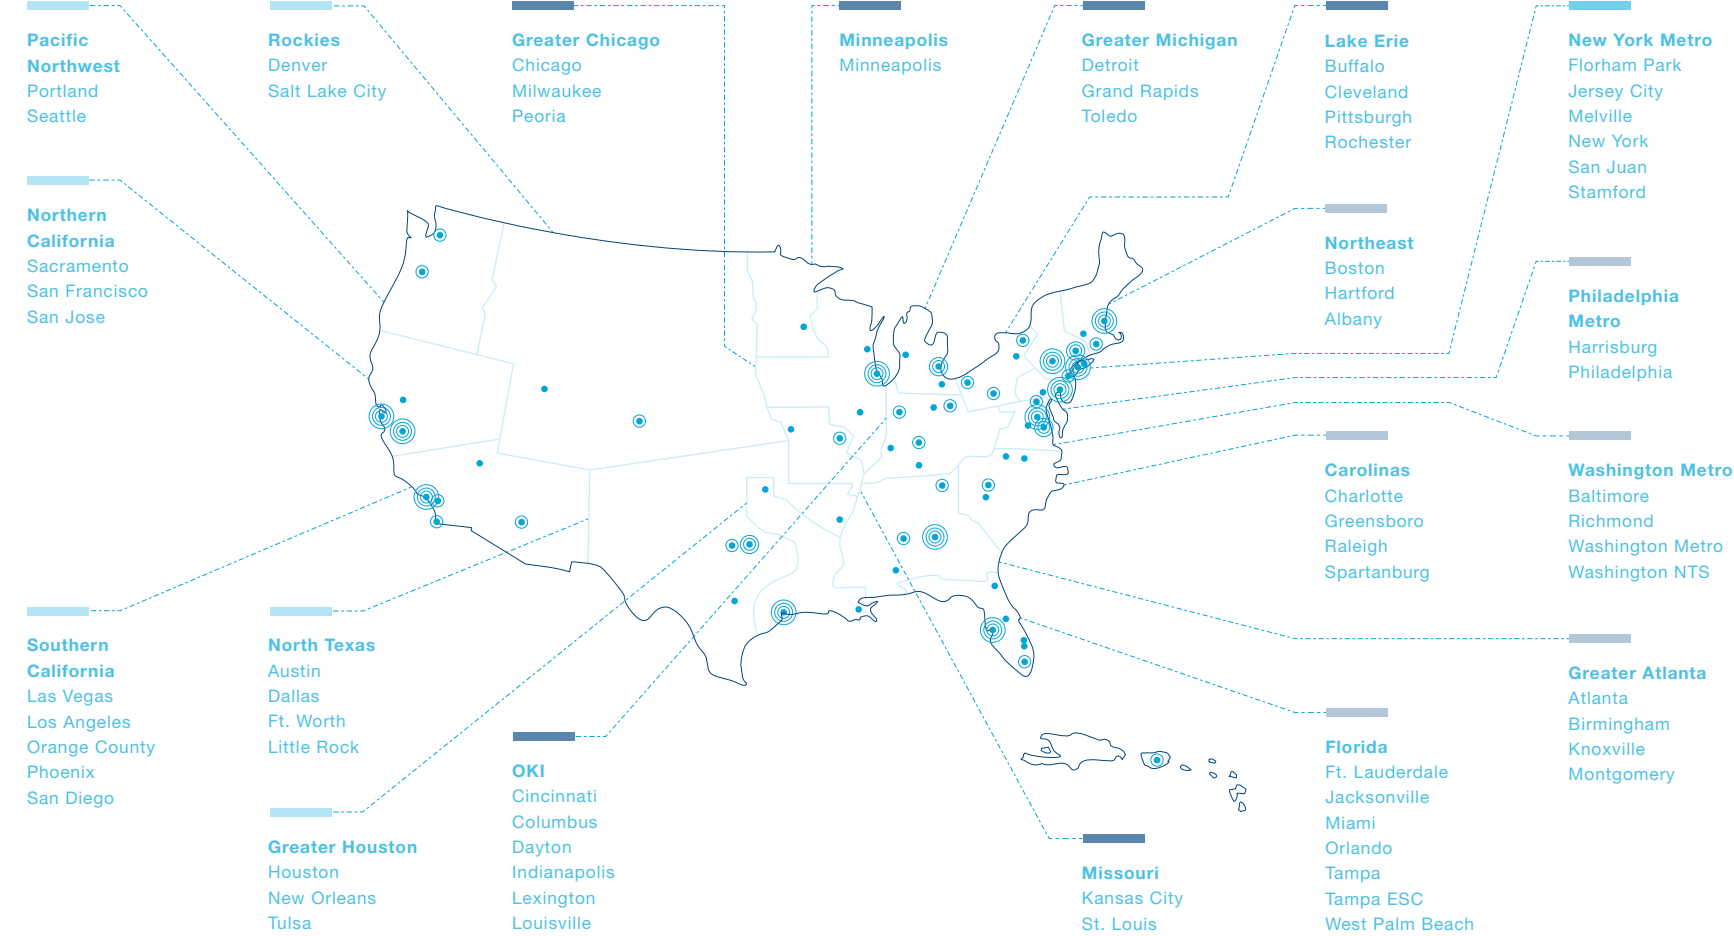 Pacific
Northwest
Portland
Seattle
Rockies
Denver
Salt Lake City
Greater Chicago
Chicago
Milwaukee
Peoria
Minneapolis
Minneapolis
Greater Michigan
Detroit
Grand Rapids
Toledo
Lake Erie
Buffalo
Cleveland
Pittsburgh
Rochester
New York Metro
Florham Park
Jersey City
Melville
New York
San Juan
Stamford
Northern
California
Sacramento
San Francisco
San Jose
Northeast
Boston
Hartford
Albany
Philadelphia
Metro
Harrisburg
Philadelphia
Carolinas
Charlotte
Greensboro
Raleigh
Spartanburg
Washington Metro
Baltimore
Richmond
Washington Metro
Washington NTS
Southern
California
Las Vegas
Los Angeles
Orange County
Phoenix
San Diego
North Texas
Austin
Dallas
Ft. Worth
Little Rock
Greater Houston
Houston
New Orleans
Tulsa
OKI
Cincinnati
Columbus
Dayton
Indianapolis
Lexington
Louisville
Missouri
Kansas City
St. Louis
Florida
Ft. Lauderdale
Jacksonville
Miami
Orlando
Tampa
Tampa ESC
West Palm Beach
Greater Atlanta
Atlanta
Birmingham
Knoxville
Montgomery